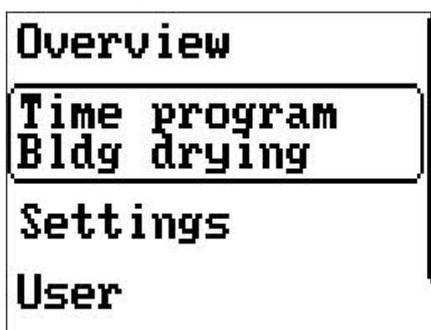 Overview
Time program
Bldg drying
Settings
User